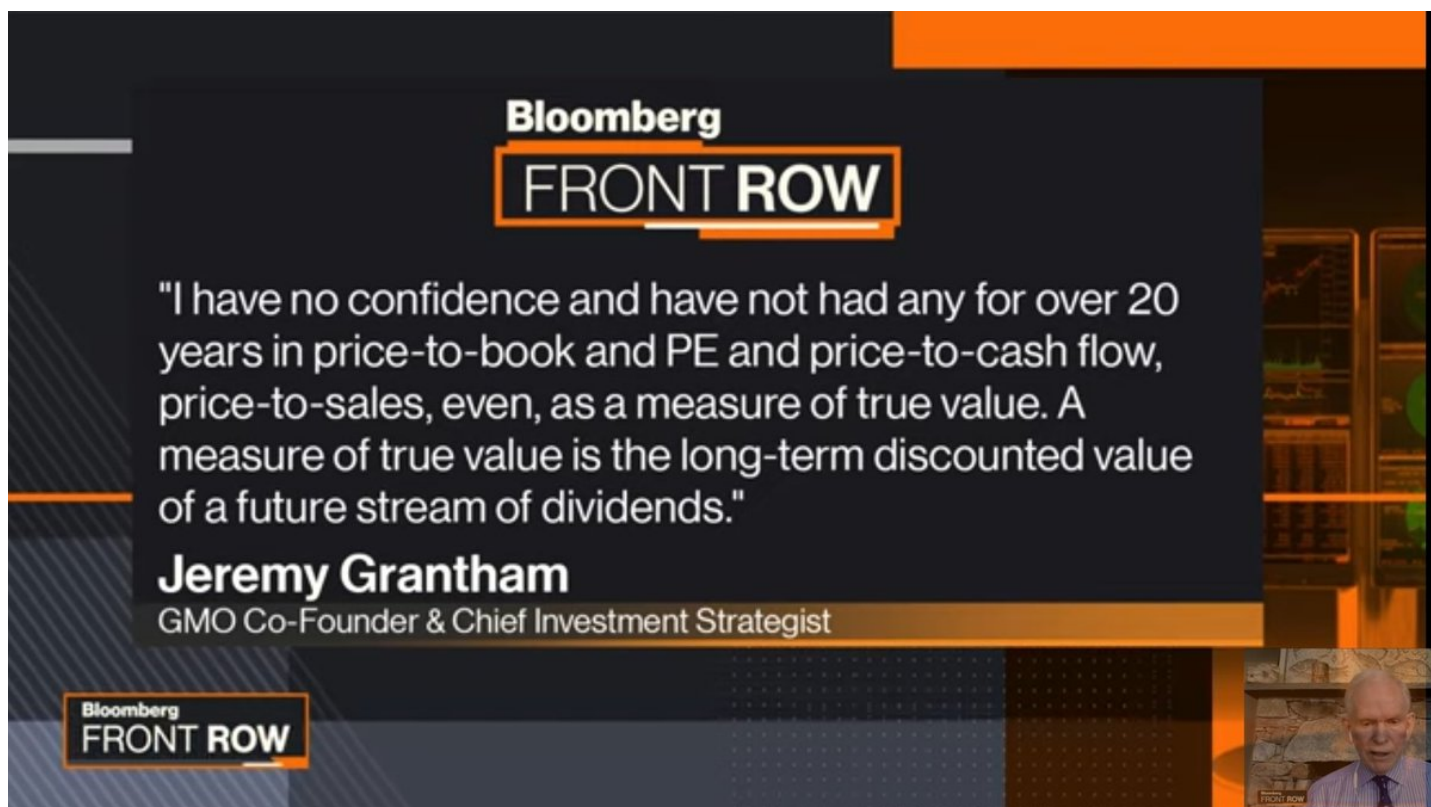 Bloomberg
FRONT ROW
"I have no confidence and have not had any for over 20
years in price-to-book and PE and price-to-cash flow,
price-to-sales, even, as a measure of true value. A
measure of true value is the long-term discounted value
of a future stream of dividends."
Jeremy Grantham
GMO Co-Founder & Chief Investment Strategist
Bloomberg
FRONT ROW
Bloomberg
FRONT ROW